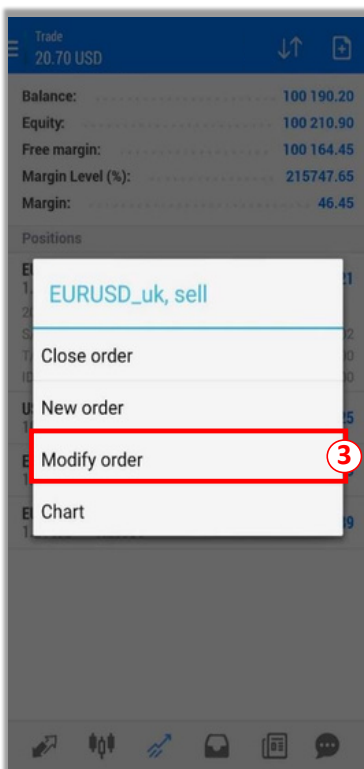 Trade
20.70 USD
Balance: 100 190.20
Equity: 100 210.90
Free margin: 100 164.45
Margin Level (%): 215747.65
Margin: 46.45
Positions
EURUSD_uk, sell
Close order
New order
Modify order
3
Chart